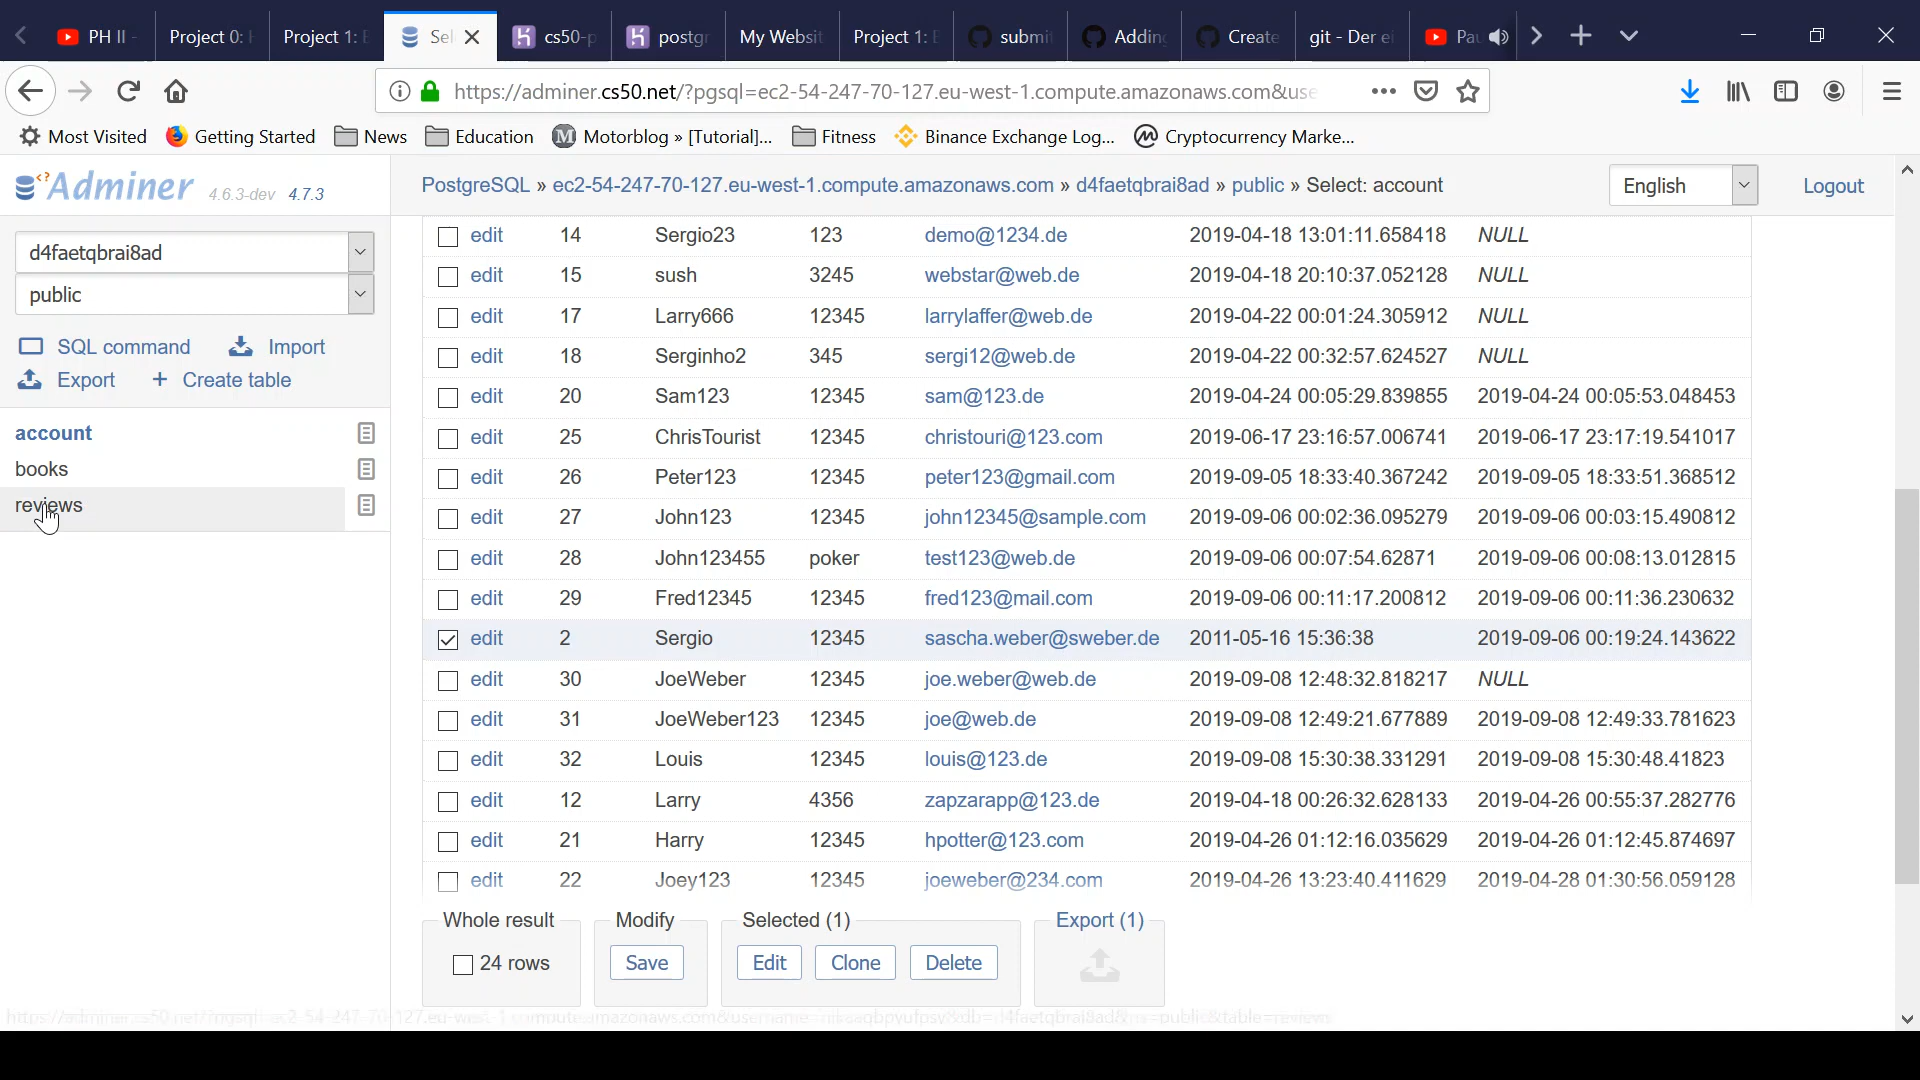 PH II - Project 0: Project 1: Sel cs50-p postgr My Websit Project 1: E submi Adding Create git - Der ei Pau
https://adminer.cs50.net/?pgsql=ec2-54-247-70-127.eu-west-1.compute.amazonaws.com&use
Most Visited Getting Started News Education Motorblog » [Tutorial]... Fitness Binance Exchange Log... Cryptocurrency Marke...
Adminer 4.6.3-dev 4.7.3
PostgreSQL » ec2-54-247-70-127.eu-west-1.compute.amazonaws.com » d4faetqbrai8ad » public » Select: account
English
Logout
d4faetqbrai8ad
public
SQL command Import
Export + Create table
account
books
reviews
edit 14 Sergio23 123 demo@1234.de 2019-04-18 13:01:11.658418 NULL
edit 15 sush 3245 webstar@web.de 2019-04-18 20:10:37.052128 NULL
edit 17 Larry666 12345 larrylaffer@web.de 2019-04-22 00:01:24.305912 NULL
edit 18 Serginho2 345 sergi12@web.de 2019-04-22 00:32:57.624527 NULL
edit 20 Sam123 12345 sam@123.de 2019-04-24 00:05:29.839855 2019-04-24 00:05:53.048453
edit 25 ChrisTourist 12345 christouri@123.com 2019-06-17 23:16:57.006741 2019-06-17 23:17:19.541017
edit 26 Peter123 12345 peter123@gmail.com 2019-09-05 18:33:40.367242 2019-09-05 18:33:51.368512
edit 27 John123 12345 john12345@sample.com 2019-09-06 00:02:36.095279 2019-09-06 00:03:15.490812
edit 28 John123455 poker test123@web.de 2019-09-06 00:07:54.62871 2019-09-06 00:08:13.012815
edit 29 Fred12345 12345 fred123@mail.com 2019-09-06 00:11:17.200812 2019-09-06 00:11:36.230632
edit 2 Sergio 12345 sascha.weber@sweber.de 2011-05-16 15:36:38 2019-09-06 00:19:24.143622
edit 30 JoeWeber 12345 joe.weber@web.de 2019-09-08 12:48:32.818217 NULL
edit 31 JoeWeber123 12345 joe@web.de 2019-09-08 12:49:21.677889 2019-09-08 12:49:33.781623
edit 32 Louis 12345 louis@123.de 2019-09-08 15:30:38.331291 2019-09-08 15:30:48.41823
edit 12 Larry 4356 zapzarapp@123.de 2019-04-18 00:26:32.628133 2019-04-26 00:55:37.282776
edit 21 Harry 12345 hpotter@123.com 2019-04-26 01:12:16.035629 2019-04-26 01:12:45.874697
edit 22 Joey123 12345 joeweber@234.com 2019-04-26 13:23:40.411629 2019-04-28 01:30:56.059128
Whole result Modify Selected (1) Export (1)
24 rows Save Edit Clone Delete